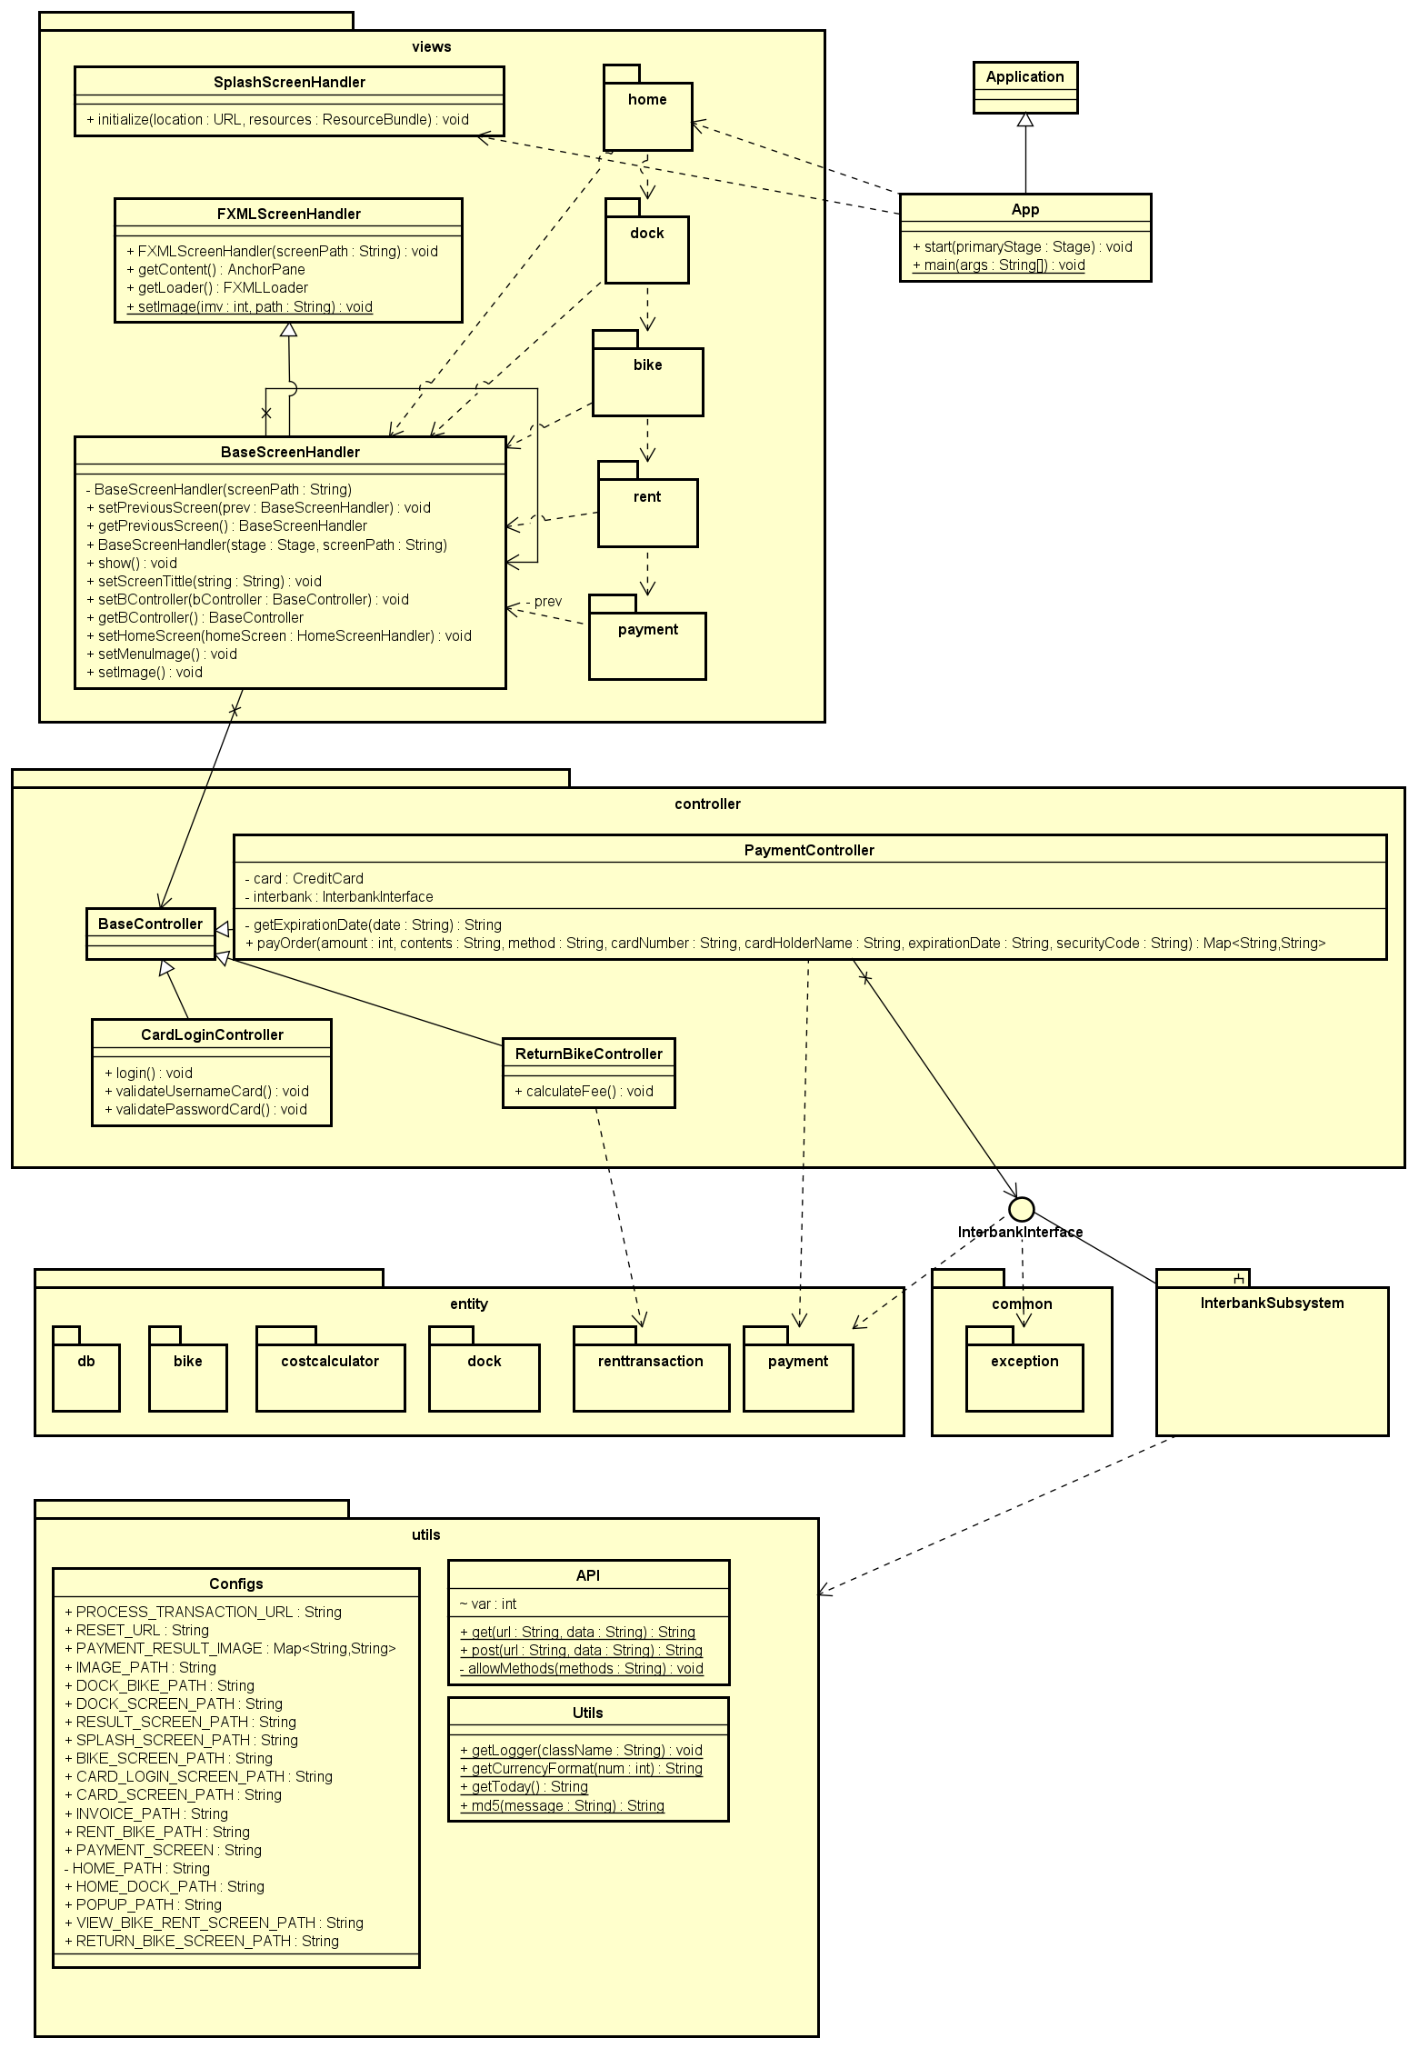 views
SplashScreenHandler
+ initialize(location : URL, resources : ResourceBundle) : void
home
Application
FXMLScreenHandler
+ FXMLScreenHandler(screenPath : String) : void
+ getContent() : AnchorPane
+ getLoader() : FXMLLoader
+ setImage(imv : int, path : String) : void
dock
App
+ start(primaryStage : Stage) : void
+ main(args : String[]) : void
bike
BaseScreenHandler
- BaseScreenHandler(screenPath : String)
+ setPreviousScreen(prev : BaseScreenHandler) : void
+ getPreviousScreen() : BaseScreenHandler
+ BaseScreenHandler(stage : Stage, screenPath : String)
+ show() : void
+ setScreenTittle(string : String) : void
+ setBController(bController : BaseController) : void
+ getBController() : BaseController
+ setHomeScreen(homeScreen : HomeScreenHandler) : void
+ setMenuImage() : void
+ setImage() : void
rent
- prev
payment
controller
PaymentController
- card : CreditCard
- interbank : InterbankInterface
- getExpirationDate(date : String) : String
+ payOrder(amount : int, contents : String, method : String, cardNumber : String, cardHolderName : String, expirationDate : String, securityCode : String) : Map<String,String>
BaseController
CardLoginController
+ login() : void
+ validateUsernameCard() : void
+ validatePasswordCard() : void
ReturnBikeController
+ calculateFee() : void
InterbankInterface
entity
db
bike
costcalculator
dock
renttransaction
payment
common
exception
InterbankSubsystem
utils
Configs
+ PROCESS_TRANSACTION_URL : String
+ RESET_URL : String
+ PAYMENT_RESULT_IMAGE : Map<String,String>
+ IMAGE_PATH : String
+ DOCK_BIKE_PATH : String
+ DOCK_SCREEN_PATH : String
+ RESULT_SCREEN_PATH : String
+ SPLASH_SCREEN_PATH : String
+ BIKE_SCREEN_PATH : String
+ CARD_LOGIN_SCREEN_PATH : String
+ CARD_SCREEN_PATH : String
+ INVOICE_PATH : String
+ RENT_BIKE_PATH : String
+ PAYMENT_SCREEN : String
- HOME_PATH : String
+ HOME_DOCK_PATH : String
+ POPUP_PATH : String
+ VIEW_BIKE_RENT_SCREEN_PATH : String
+ RETURN_BIKE_SCREEN_PATH : String
API
~ var : int
+ get(url : String, data : String) : String
+ post(url : String, data : String) : String
- allowMethods(methods : String) : void
Utils
+ getLogger(className : String) : void
+ getCurrencyFormat(num : int) : String
+ getToday() : String
+ md5(message : String) : String